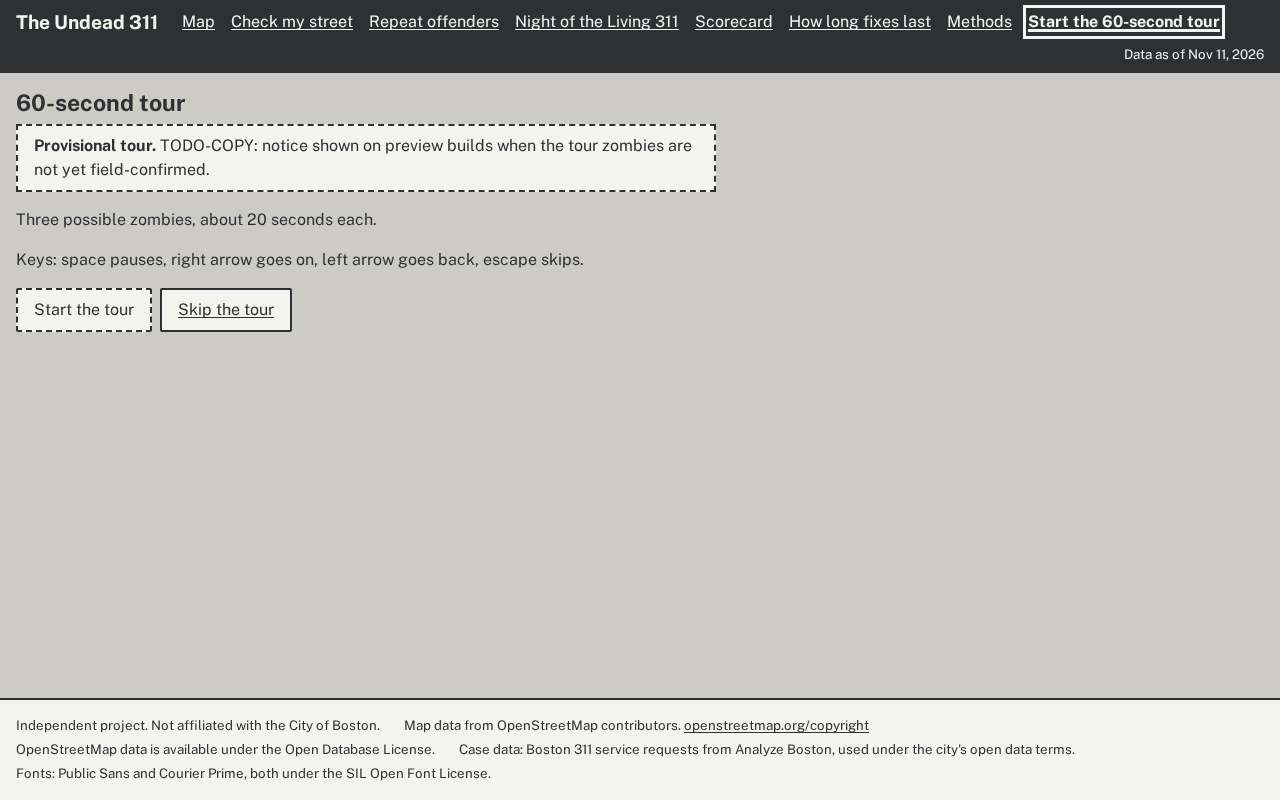 The Undead 311 Map Check my street Repeat offenders Night of the Living 311 Scorecard How long fixes last Methods Start the 60-second tour
Data as of Nov 11, 2026
60-second tour
Provisional tour. TODO-COPY: notice shown on preview builds when the tour zombies are
not yet field-confirmed.
Three possible zombies, about 20 seconds each.
Keys: space pauses, right arrow goes on, left arrow goes back, escape skips.
Start the tour Skip the tour
Independent project. Not affiliated with the City of Boston. Map data from OpenStreetMap contributors. openstreetmap.org/copyright
OpenStreetMap data is available under the Open Database License. Case data: Boston 311 service requests from Analyze Boston, used under the city's open data terms.
Fonts: Public Sans and Courier Prime, both under the SIL Open Font License.